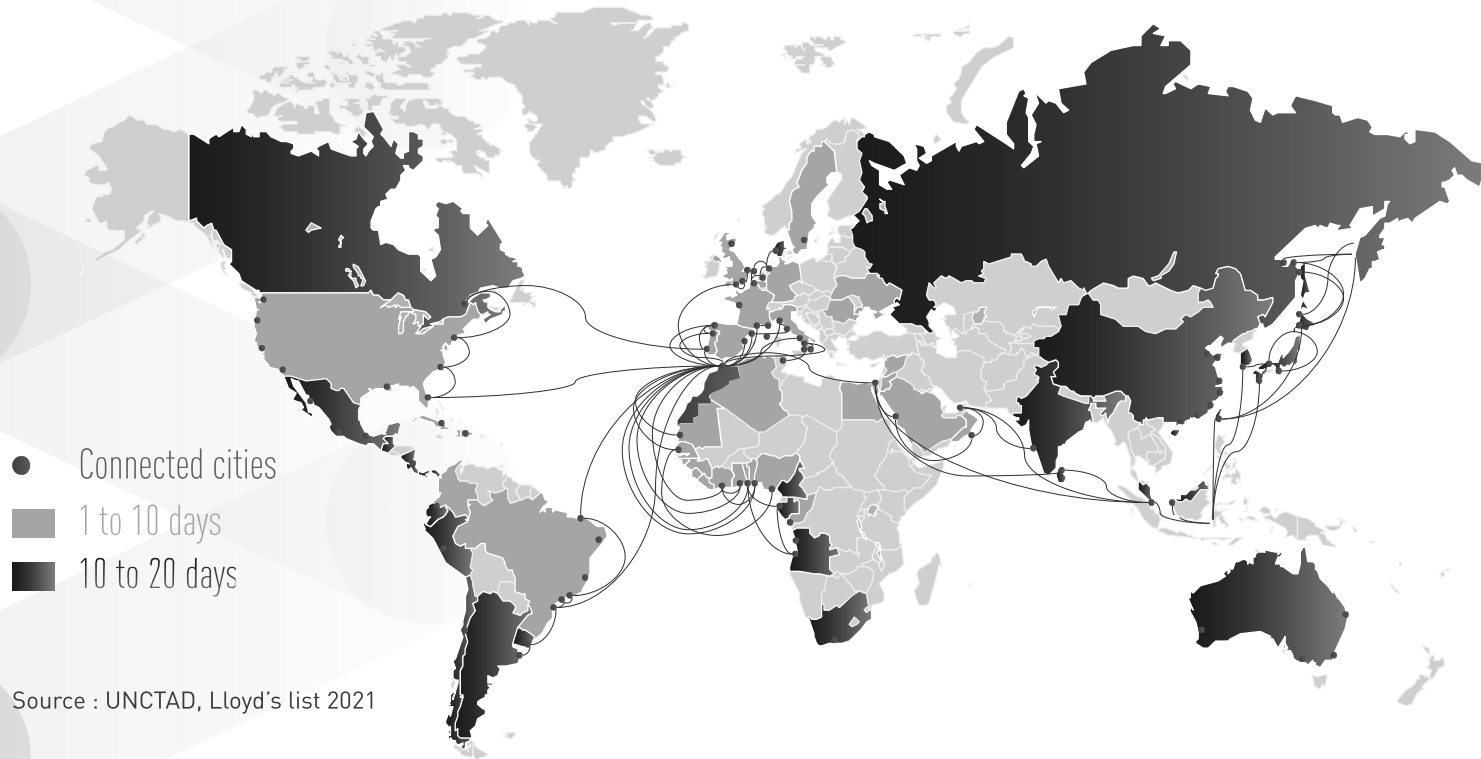 Connected cities
1 to 10 days
10 to 20 days
Source : UNCTAD, Lloyd’s list 2021